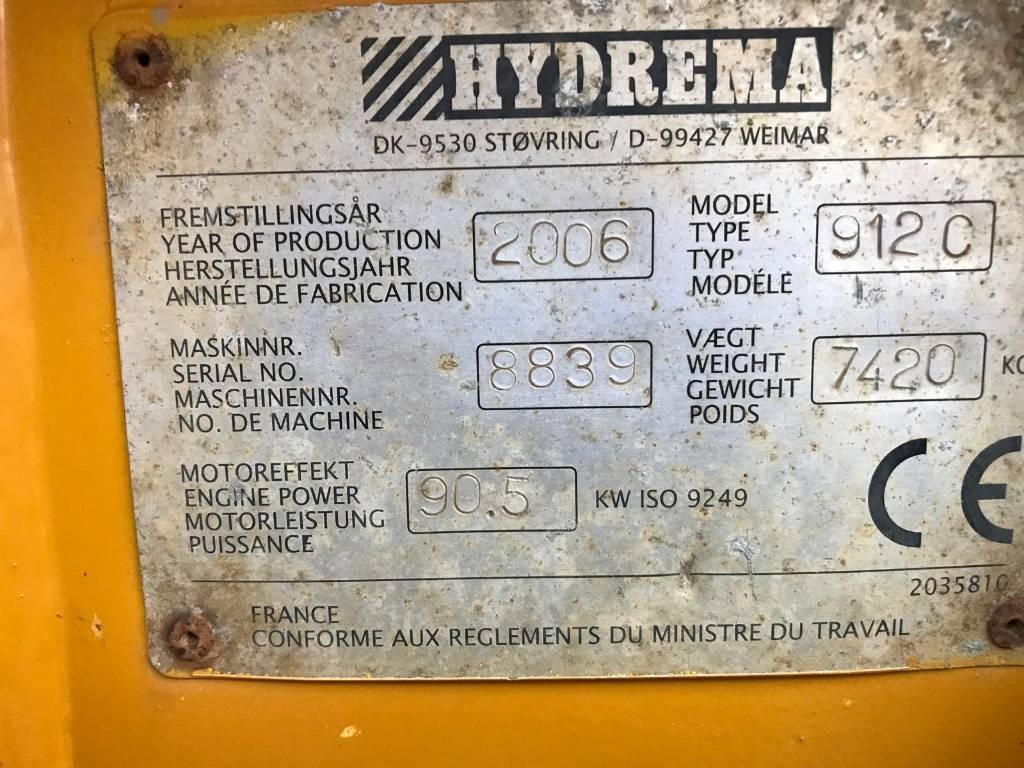 HYDREMA
DK-9530 STØVRING / D-99427 WEIMAR
FREMSTILLINGSÅR
YEAR OF PRODUCTION
HERSTELLUNGSJAHR
ANNÉE DE FABRICATION
2006
MODEL
TYPE
TYP
MODÉLE
912 C
MASKINNR.
SERIAL NO.
MASCHINENNR.
NO. DE MACHINE
8839
VÆGT
WEIGHT
GEWICHT
POIDS
7420 KG
MOTOREFFEKT
ENGINE POWER
MOTORLEISTUNG
PUISSANCE
90.5 KW ISO 9249
CE
2035810
FRANCE
CONFORME AUX REGLEMENTS DU MINISTRE DU TRAVAIL